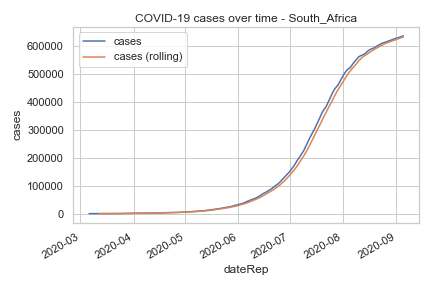 COVID-19 cases over time - South_Africa
cases
cases (rolling)
600000
500000
400000
300000
200000
100000
0
cases
2020-03
2020-04
2020-05
2020-06
2020-07
2020-08
2020-09
dateRep